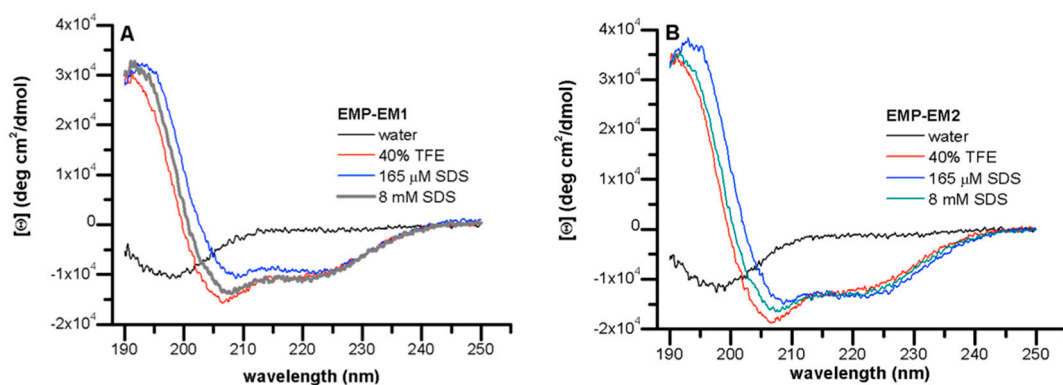 A
EMP-EM1
water
40% TFE
165 μM SDS
8 mM SDS
[Θ] (deg cm²/dmol)
4x10⁴
3x10⁴
2x10⁴
1x10⁴
0
-1x10⁴
-2x10⁴
190 200 210 220 230 240 250
wavelength (nm)
B
EMP-EM2
water
40% TFE
165 μM SDS
8 mM SDS
[Θ] (deg cm²/dmol)
4x10⁴
3x10⁴
2x10⁴
1x10⁴
0
-1x10⁴
-2x10⁴
190 200 210 220 230 240 250
wavelength (nm)